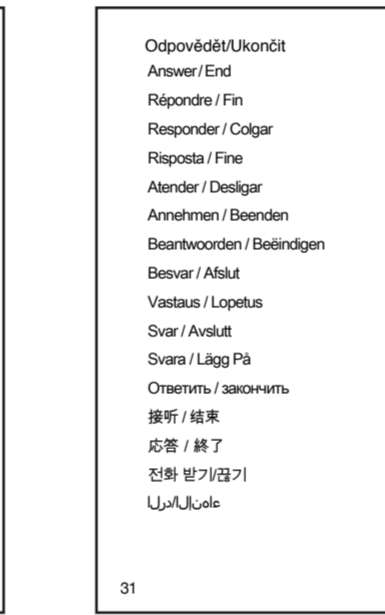 Odpovědět/Ukončit
Answer/End
Répondre / Fin
Responder / Colgar
Risposta / Fine
Atender / Desligar
Annehmen / Beenden
Beantwoorden / Beëindigen
Besvar / Afslut
Vastaus / Lopetus
Svar / Avslutt
Svara / Lägg På
Ответить / закончить
接听 / 结束
応答 / 終了
전화 받기/끊기
ءاهنإلا/درلا
31